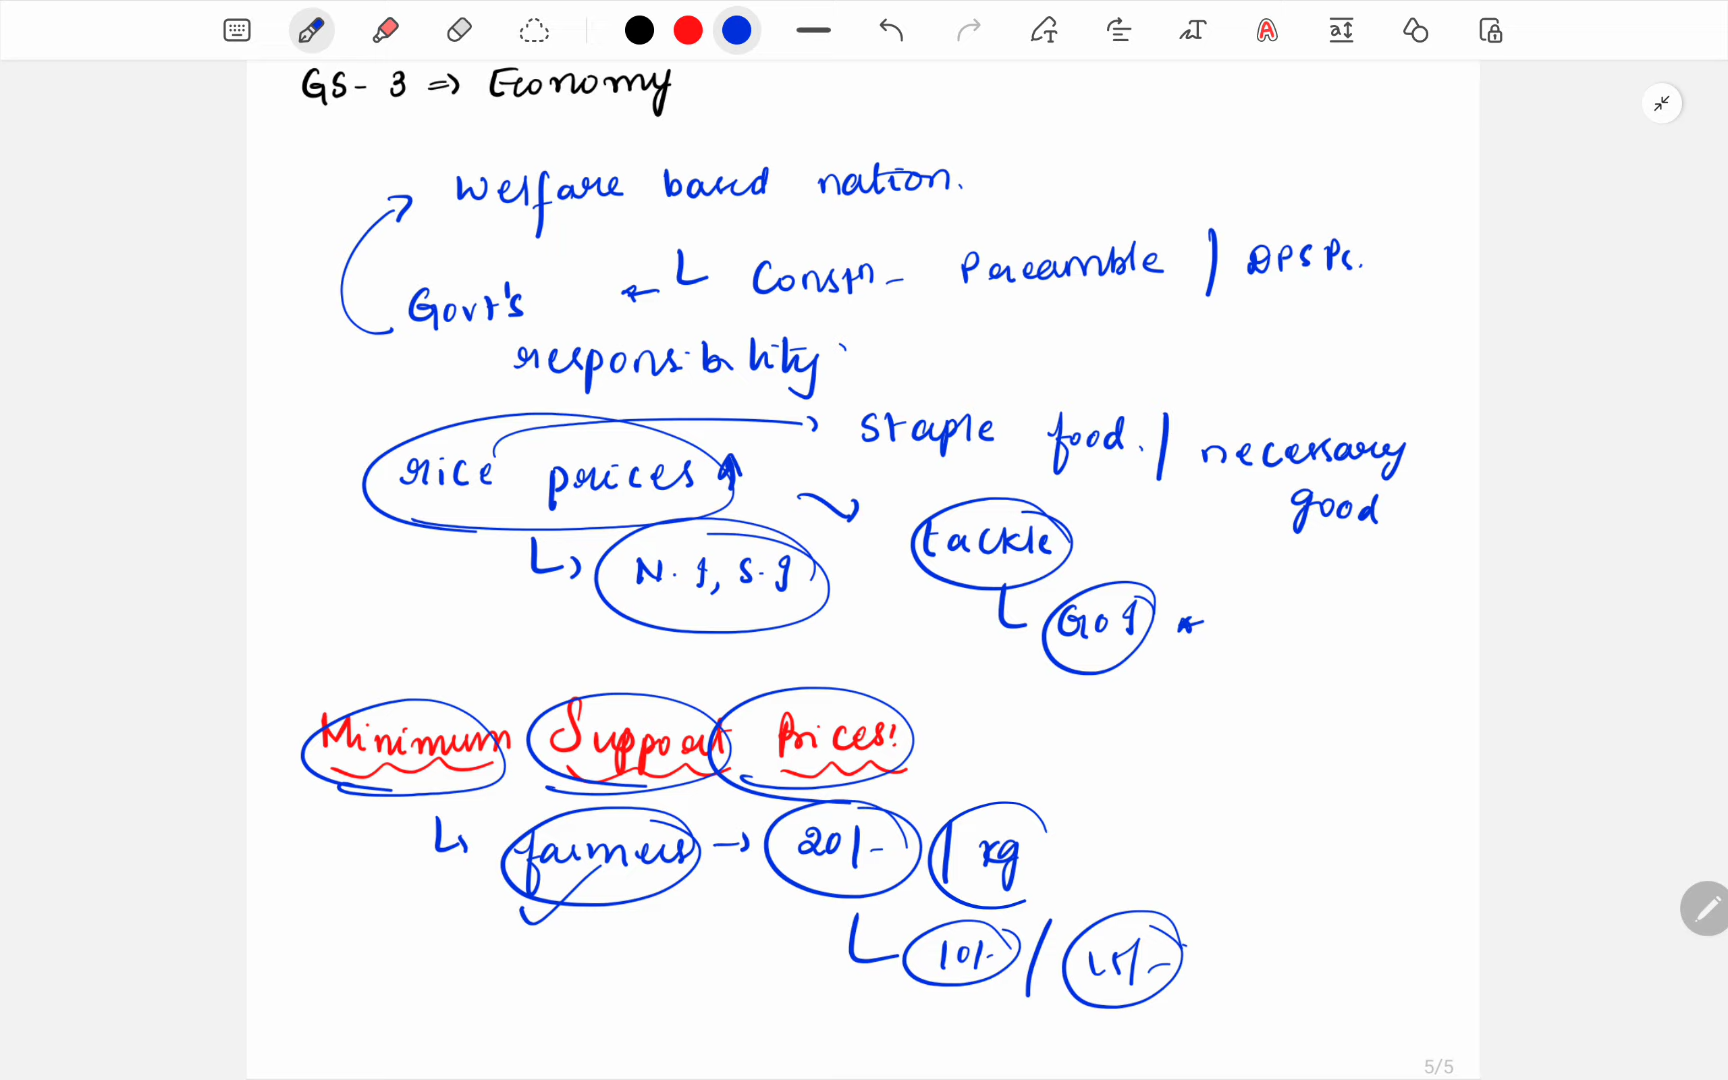 GS- 3 => Economy
Welfare based nation.
Constn - Preamble / DPSPs.
Govt's
responsibility
rice prices ↑ → staple food. / necessary
good
tackle
N.I, S.I
GOI *
Minimum Support Prices!
farmers → 20/- / kg
10/- / 15/-
5/5